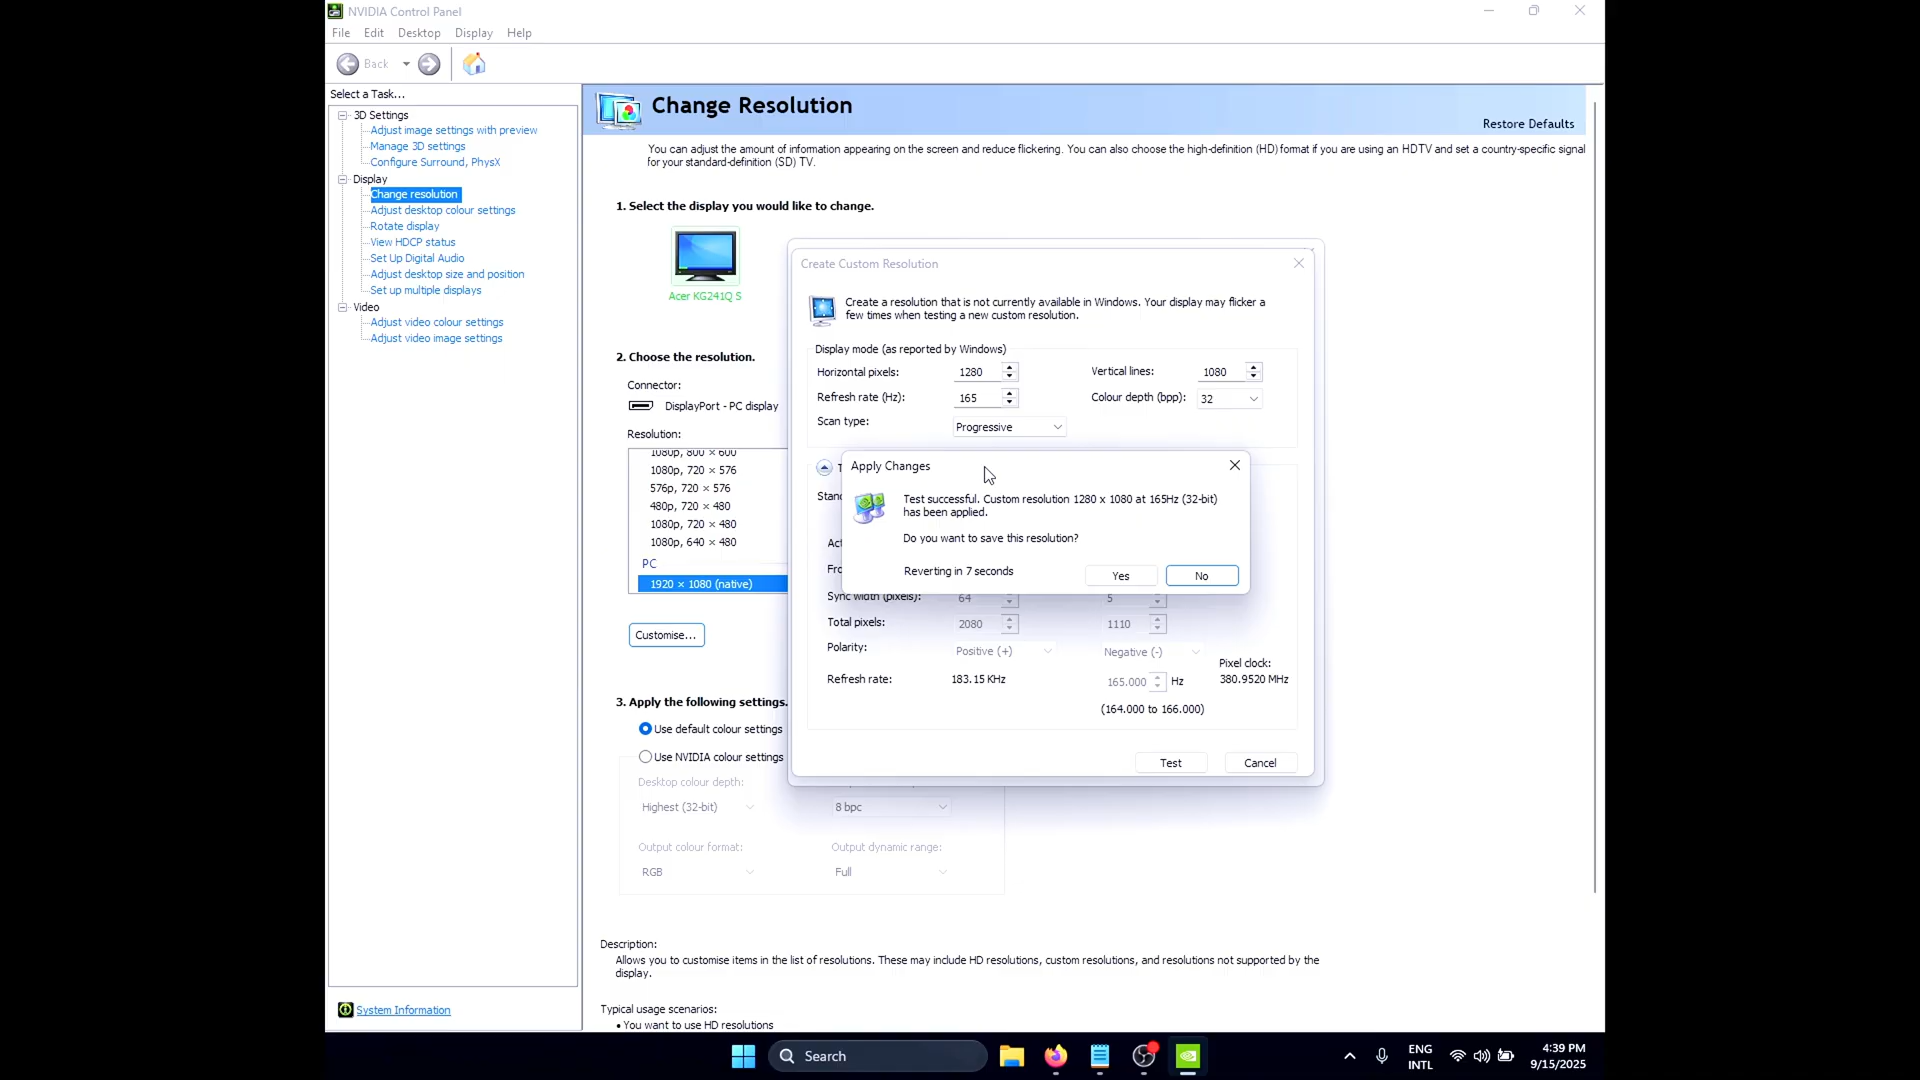 NVIDIA Control Panel
File Edit Desktop Display Help
Back
Select a Task...
3D Settings
Adjust image settings with preview
Manage 3D settings
Configure Surround, PhysX
Display
Change resolution
Adjust desktop colour settings
Rotate display
View HDCP status
Set Up Digital Audio
Adjust desktop size and position
Set up multiple displays
Video
Adjust video colour settings
Adjust video image settings
System Information
Change Resolution
Restore Defaults
You can adjust the amount of information appearing on the screen and reduce flickering. You can also choose the high-definition (HD) format if you are using an HDTV and set a country-specific signal
for your standard-definition (SD) TV.
1. Select the display you would like to change.
Acer KG241Q S
2. Choose the resolution.
Connector:
DisplayPort - PC display
Resolution:
1080p, 800 × 600
1080p, 720 × 576
576p, 720 × 576
480p, 720 × 480
1080p, 720 × 480
1080p, 640 × 480
PC
1920 × 1080 (native)
Customise...
3. Apply the following settings.
Use default colour settings
Use NVIDIA colour settings
Desktop colour depth:
Highest (32-bit) 8 bpc
Output colour format: Output dynamic range:
RGB Full
Description:
Allows you to customise items in the list of resolutions. These may include HD resolutions, custom resolutions, and resolutions not supported by the
display.
Typical usage scenarios:
• You want to use HD resolutions
Create Custom Resolution
Create a resolution that is not currently available in Windows. Your display may flicker a
few times when testing a new custom resolution.
Display mode (as reported by Windows)
Horizontal pixels: 1280 Vertical lines: 1080
Refresh rate (Hz): 165 Colour depth (bpp): 32
Scan type: Progressive
Apply Changes
Test successful. Custom resolution 1280 x 1080 at 165Hz (32-bit)
has been applied.
Do you want to save this resolution?
Reverting in 7 seconds Yes No
Sync width (pixels): 64 5
Total pixels: 2080 1110
Polarity: Positive (+) Negative (-)
Refresh rate: 183.15 KHz 165.000 Hz
Pixel clock:
380.9520 MHz
(164.000 to 166.000)
Test Cancel
Search
ENG
INTL
4:39 PM
9/15/2025